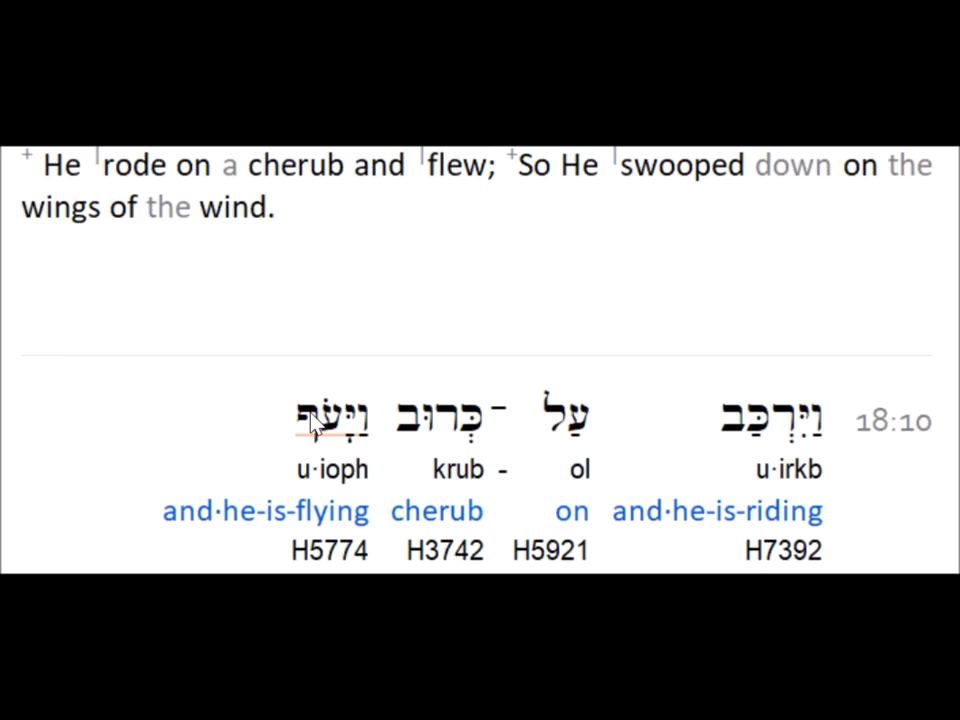 + He |rode on a cherub and |flew; +So He |swooped down on the
wings of the wind.
18:10 וַיִּרְכַּב עַל ־ כְּרוּב וַיָּעֹף
u·ioph krub - ol u·irkb
and·he-is-flying cherub on and·he-is-riding
H5774 H3742 H5921 H7392